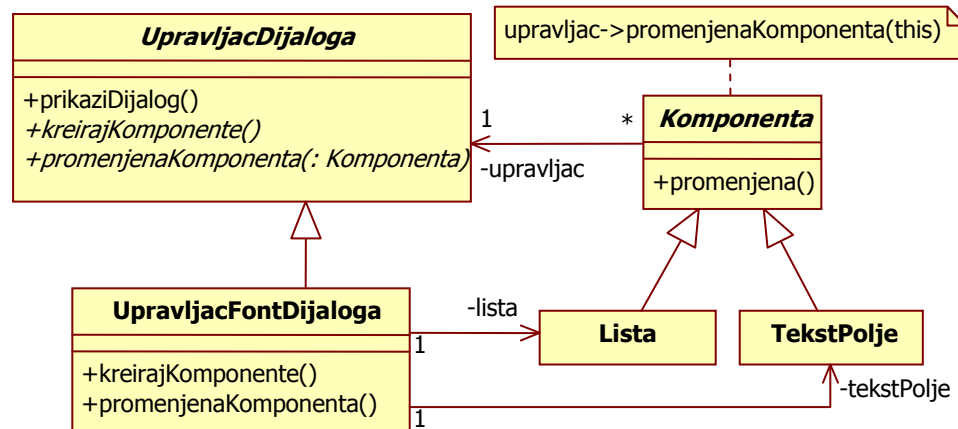 UpravljacDijaloga
+prikaziDijalog()
+kreirajKomponente()
+promenjenaKomponenta(: Komponenta)
upravljac->promenjenaKomponenta(this)
1
*
-upravljac
Komponenta
+promenjena()
UpravljacFontDijaloga
+kreirajKomponente()
+promenjenaKomponenta()
1
-lista
Lista
TekstPolje
1
-tekstPolje